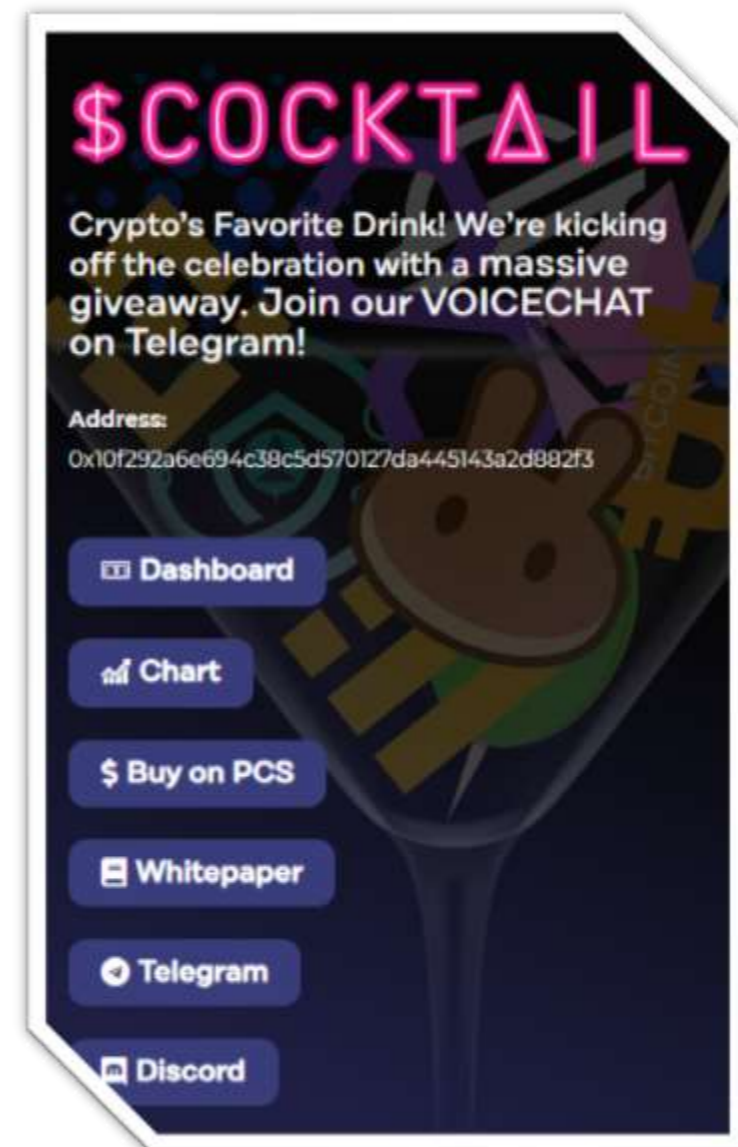 $COCKTAIL
Crypto's Favorite Drink! We're kicking
off the celebration with a massive
giveaway. Join our VOICECHAT
on Telegram!
Address:
0x10f292a6e694c38c5d570127da445143a2d882f3
Dashboard
Chart
$ Buy on PCS
Whitepaper
Telegram
Discord
BITCOIN